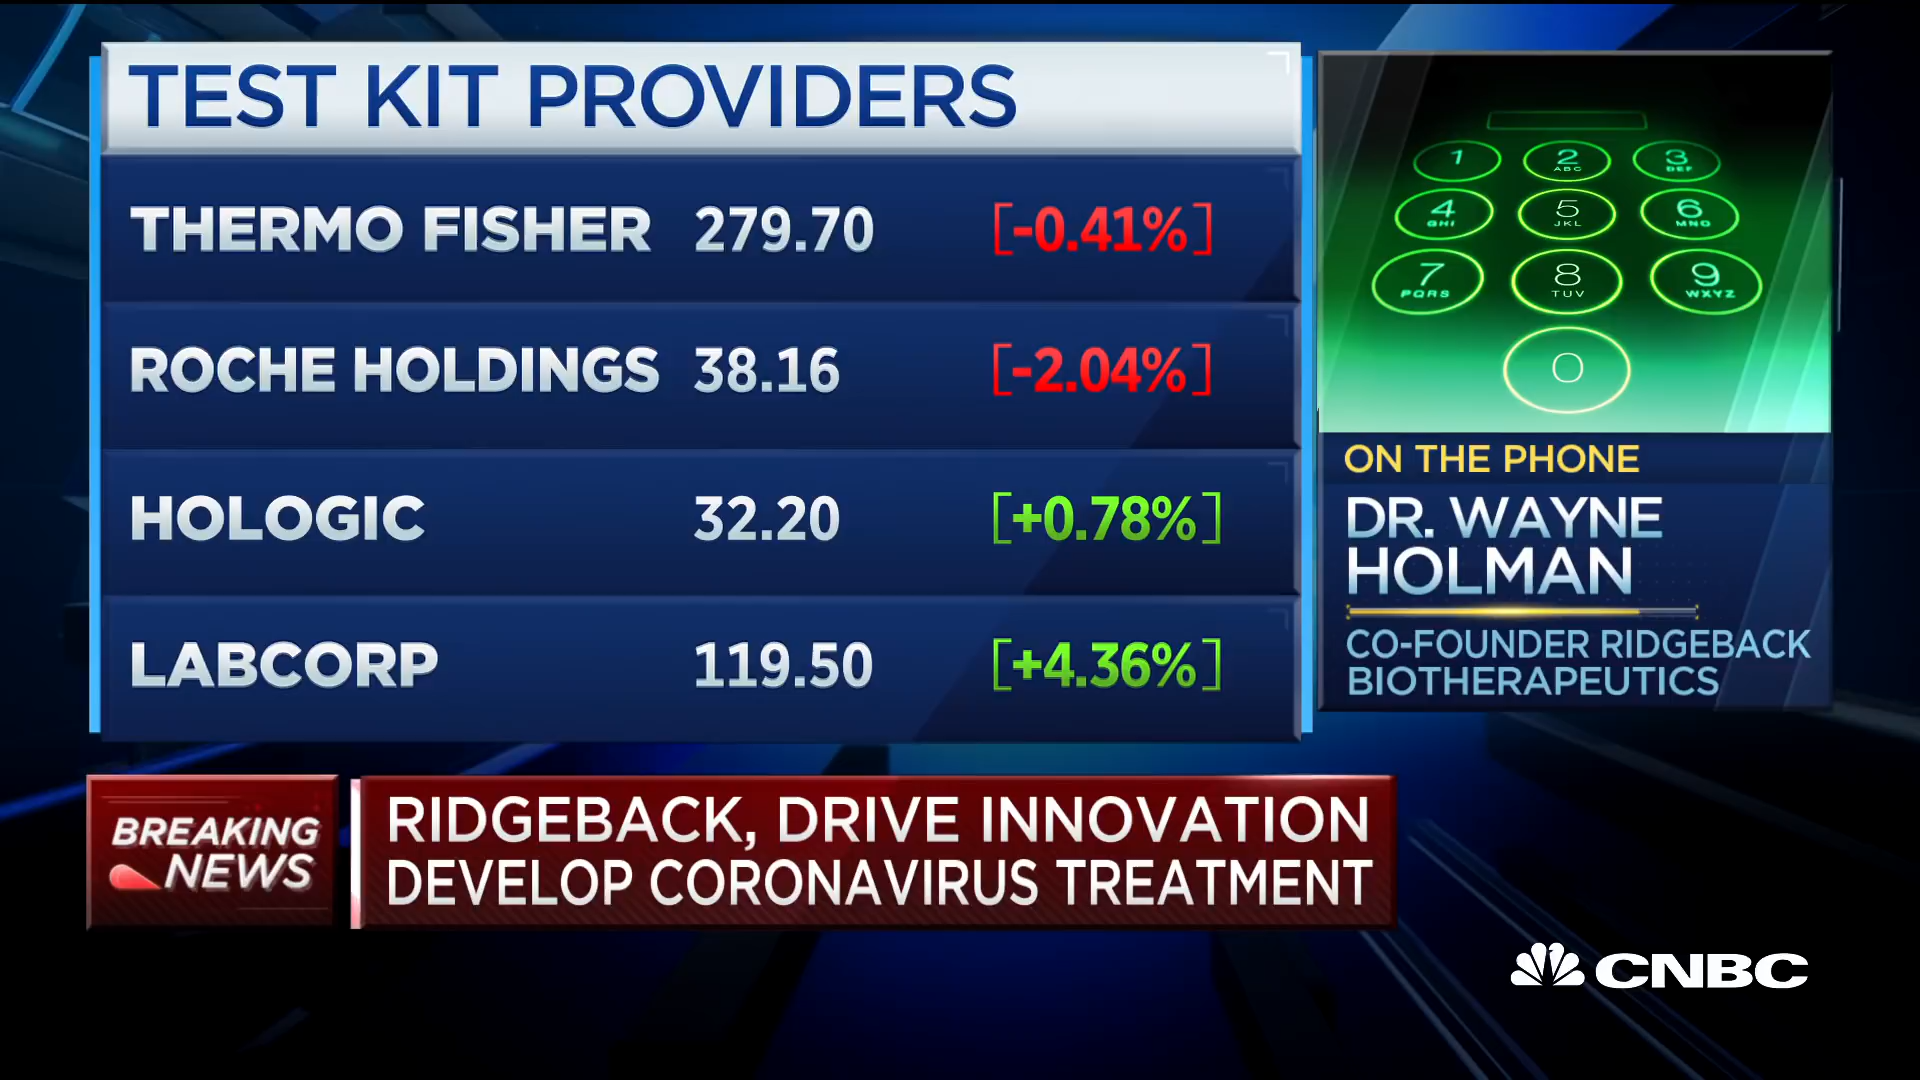 TEST KIT PROVIDERS
THERMO FISHER 279.70 [-0.41%]
ROCHE HOLDINGS 38.16 [-2.04%]
HOLOGIC 32.20 [+0.78%]
LABCORP 119.50 [+4.36%]
1 2 3
ABC DEF
4 5 6
GHI JKL MNO
7 8 9
PQRS TUV WXYZ
0
ON THE PHONE
DR. WAYNE
HOLMAN
CO-FOUNDER RIDGEBACK
BIOTHERAPEUTICS
BREAKING
NEWS
RIDGEBACK, DRIVE INNOVATION
DEVELOP CORONAVIRUS TREATMENT
CNBC